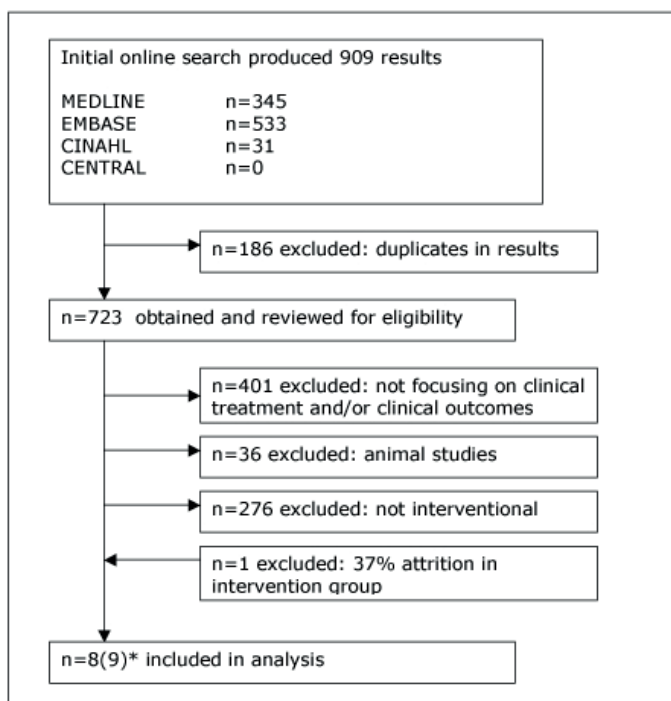 Initial online search produced 909 results
MEDLINE n=345
EMBASE n=533
CINAHL n=31
CENTRAL n=0
n=186 excluded: duplicates in results
n=723 obtained and reviewed for eligibility
n=401 excluded: not focusing on clinical
treatment and/or clinical outcomes
n=36 excluded: animal studies
n=276 excluded: not interventional
n=1 excluded: 37% attrition in
intervention group
n=8(9)* included in analysis